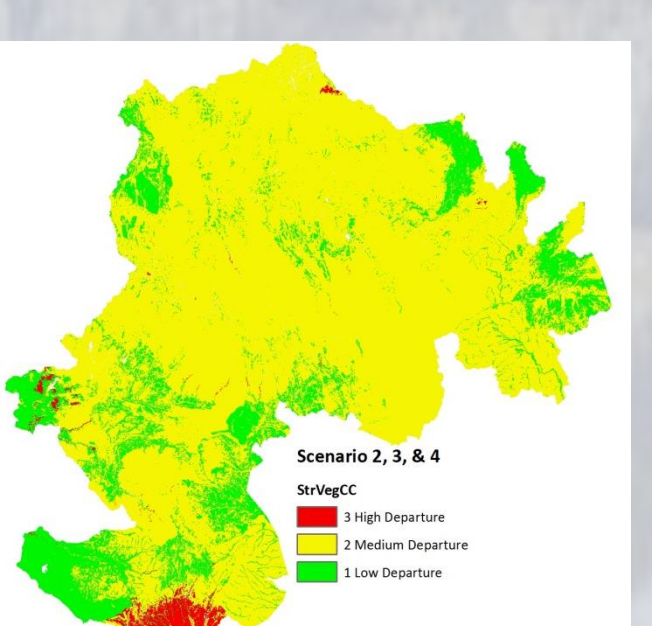 Scenario 2, 3, & 4
StrVegCC
3 High Departure
2 Medium Departure
1 Low Departure